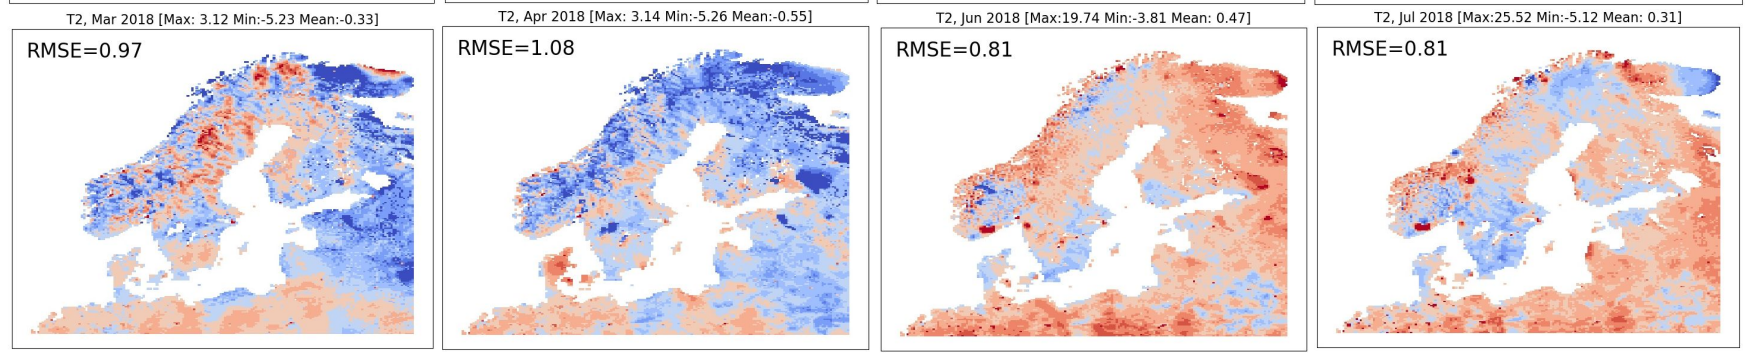 T2, Mar 2018 [Max: 3.12 Min:-5.23 Mean:-0.33]
RMSE=0.97
T2, Apr 2018 [Max: 3.14 Min:-5.26 Mean:-0.55]
RMSE=1.08
T2, Jun 2018 [Max:19.74 Min:-3.81 Mean: 0.47]
RMSE=0.81
T2, Jul 2018 [Max:25.52 Min:-5.12 Mean: 0.31]
RMSE=0.81